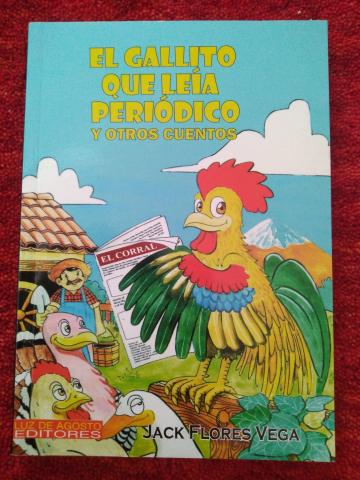 EL GALLITO
QUE LEÍA
PERIÓDICO
Y OTROS CUENTOS
EL CORRAL
LUZ DE AGOSTO
EDITORES
JACK FLORES VEGA